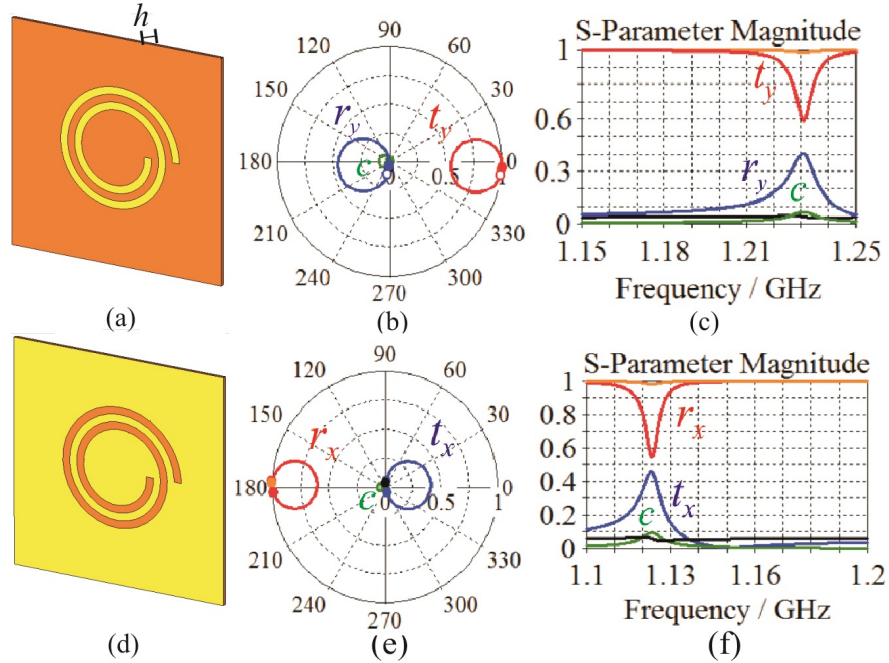 h
(a)
90
120
60
150
30
180
0
210
330
240
300
270
r_y
t_y
c
0
0.5
1
(b)
S-Parameter Magnitude
1
0.6
0.3
0
t_y
r_y
c
1.15
1.18
1.21
1.25
Frequency / GHz
(c)
(d)
90
120
60
150
30
180
0
210
330
240
300
270
r_x
t_x
c
0
0.5
1
(e)
S-Parameter Magnitude
1
0.8
0.6
0.4
0.2
0
r_x
t_x
c
1.1
1.13
1.16
1.2
Frequency / GHz
(f)